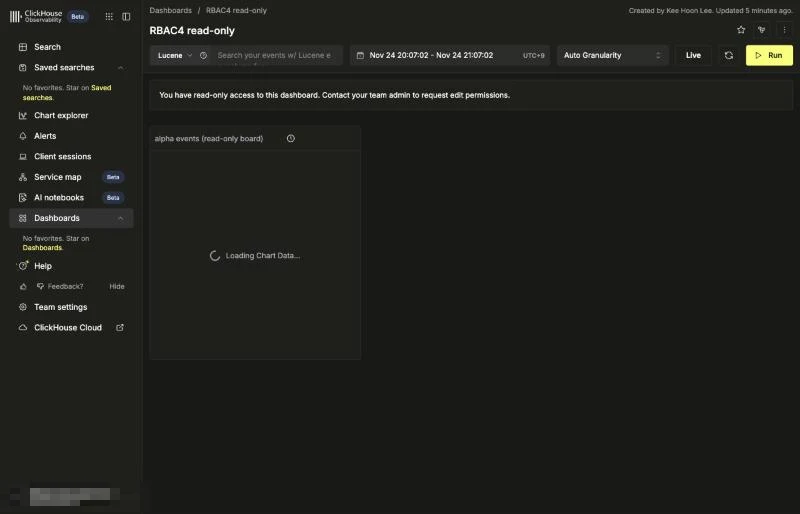 ClickHouse
Observability
Beta
Search
Saved searches
No favorites. Star on Saved
searches.
Chart explorer
Alerts
Client sessions
Service map Beta
AI notebooks Beta
Dashboards
No favorites. Star on
Dashboards.
Help
Feedback? Hide
Team settings
ClickHouse Cloud
Dashboards / RBAC4 read-only
Created by Kee Hoon Lee. Updated 5 minutes ago.
RBAC4 read-only
Lucene Search your events w/ Lucene e Nov 24 20:07:02 - Nov 24 21:07:02 UTC+9 Auto Granularity Live Run
You have read-only access to this dashboard. Contact your team admin to request edit permissions.
alpha events (read-only board)
Loading Chart Data...